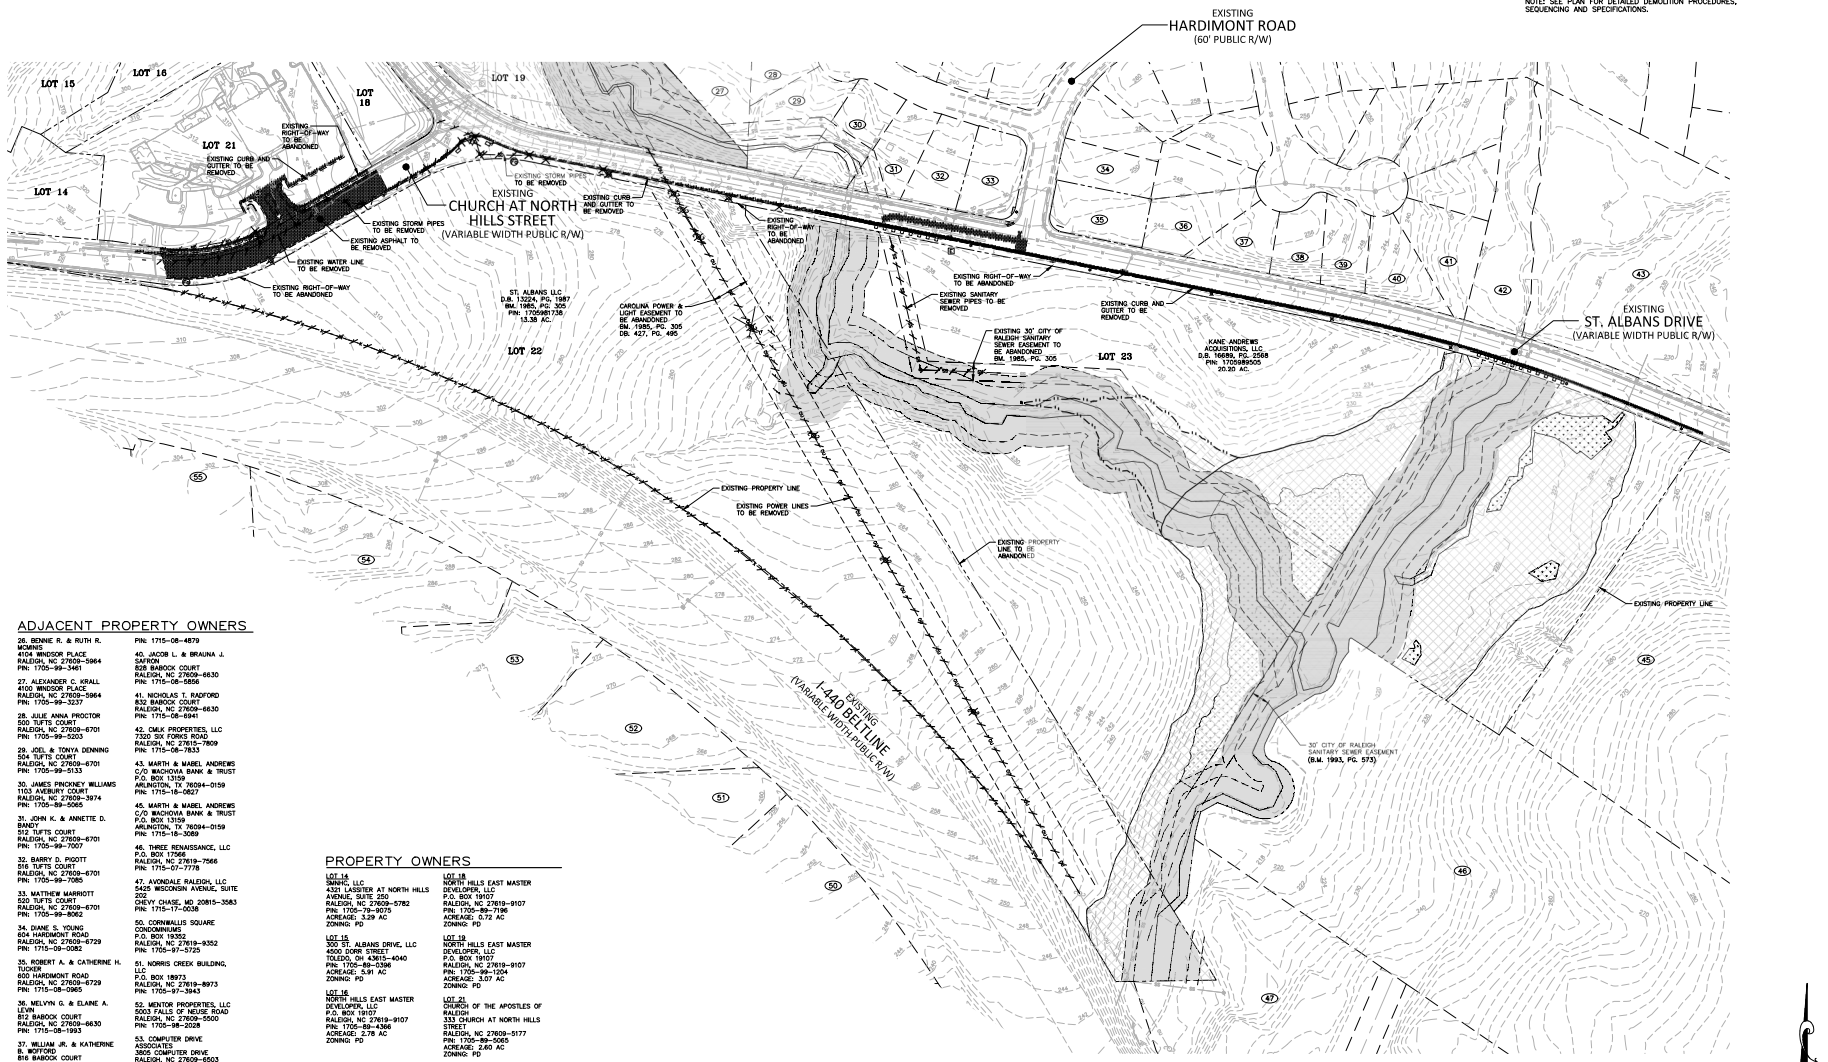 NOTE: SEE PLAN FOR DETAILED DEMOLITION PROCEDURES,
SEQUENCING AND SPECIFICATIONS.
EXISTING
HARDIMONT ROAD
(60' PUBLIC R/W)
LOT 15
LOT 16
LOT
18
LOT 19
LOT 21
LOT 14
EXISTING
RIGHT-OF-WAY
TO BE
ABANDONED
EXISTING CURB AND
GUTTER TO BE
REMOVED
EXISTING STORM PIPES
TO BE REMOVED
EXISTING
CHURCH AT NORTH
HILLS STREET
(VARIABLE WIDTH PUBLIC R/W)
EXISTING CURB
AND GUTTER TO
BE REMOVED
EXISTING STORM PIPES
TO BE REMOVED
EXISTING ASPHALT TO
BE REMOVED
EXISTING WATER LINE
TO BE REMOVED
EXISTING RIGHT-OF-WAY
TO BE ABANDONED
EXISTING
RIGHT-OF-WAY
TO BE
ABANDONED
ST. ALBANS LLC
D.B. 13224, PG. 1987
BM. 1985, PG. 305
PIN: 1705981738
13.38 AC.
LOT 22
CAROLINA POWER &
LIGHT EASEMENT TO
BE ABANDONED
BM. 1985, PG. 305
DB. 427, PG. 495
EXISTING RIGHT-OF-WAY
TO BE ABANDONED
EXISTING SANITARY
SEWER PIPES TO BE
REMOVED
EXISTING 30' CITY OF
RALEIGH SANITARY
SEWER EASEMENT TO
BE ABANDONED
BM. 1985, PG. 305
LOT 23
EXISTING CURB AND
GUTTER TO BE
REMOVED
KANE ANDREWS
ACQUISITIONS, LLC
D.B. 16689, PG. 2568
PIN: 1705989505
20.20 AC.
EXISTING
ST. ALBANS DRIVE
(VARIABLE WIDTH PUBLIC R/W)
27
28
29
30
31
32
33
34
35
36
37
38
39
40
41
42
43
EXISTING PROPERTY LINE
EXISTING POWER LINES
TO BE REMOVED
EXISTING PROPERTY
LINE TO BE
ABANDONED
EXISTING PROPERTY LINE
EXISTING
I-440 BELTLINE
(VARIABLE WIDTH PUBLIC R/W)
30' CITY OF RALEIGH
SANITARY SEWER EASEMENT
(B.M. 1993, PG. 573)
55
54
53
52
51
50
45
46
47
ADJACENT PROPERTY OWNERS
26. BENNIE R. & RUTH R.
MCMINIS
4104 WINDSOR PLACE
RALEIGH, NC 27609-5964
PIN: 1705-99-3461
27. ALEXANDER C. KRALL
4100 WINDSOR PLACE
RALEIGH, NC 27609-5964
PIN: 1705-99-3237
28. JULIE ANNA PROCTOR
500 TUFTS COURT
RALEIGH, NC 27609-6701
PIN: 1705-99-5203
29. JOEL & TONYA DENNING
504 TUFTS COURT
RALEIGH, NC 27609-6701
PIN: 1705-99-5133
30. JAMES PINCKNEY WILLIAMS
1103 AVEBURY COURT
RALEIGH, NC 27609-3974
PIN: 1705-89-5065
31. JOHN K. & ANNETTE D.
BANDY
512 TUFTS COURT
RALEIGH, NC 27609-6701
PIN: 1705-99-7007
32. BARRY D. PIGOTT
516 TUFTS COURT
RALEIGH, NC 27609-6701
PIN: 1705-99-7085
33. MATTHEW MARRIOTT
520 TUFTS COURT
RALEIGH, NC 27609-6701
PIN: 1705-99-8062
34. DIANE S. YOUNG
604 HARDIMONT ROAD
RALEIGH, NC 27609-6729
PIN: 1715-09-0082
35. ROBERT A. & CATHERINE H.
TUCKER
600 HARDIMONT ROAD
RALEIGH, NC 27609-6729
PIN: 1715-08-0965
36. MELVYN G. & ELAINE A.
LEVIN
812 BABOCK COURT
RALEIGH, NC 27609-6630
PIN: 1715-08-1993
37. WILLIAM JR. & KATHERINE
B. WOFFORD
816 BABOCK COURT
PIN: 1715-08-4879
40. JACOB L. & BRAUNA J.
SAFRON
828 BABOCK COURT
RALEIGH, NC 27609-6630
PIN: 1715-08-5856
41. NICHOLAS T. RADFORD
832 BABOCK COURT
RALEIGH, NC 27609-6630
PIN: 1715-08-6941
42. CMLK PROPERTIES, LLC
7320 SIX FORKS ROAD
RALEIGH, NC 27615-7809
PIN: 1715-08-7833
43. MARTH & MABEL ANDREWS
C/O WACHOVIA BANK & TRUST
P.O. BOX 13159
ARLINGTON, TX 76094-0159
PIN: 1715-18-0827
45. MARTH & MABEL ANDREWS
C/O WACHOVIA BANK & TRUST
P.O. BOX 13159
ARLINGTON, TX 76094-0159
PIN: 1715-18-3089
46. THREE RENAISSANCE, LLC
P.O. BOX 17566
RALEIGH, NC 27619-7566
PIN: 1715-07-7778
47. AVONDALE RALEIGH, LLC
5425 WISCONSIN AVENUE, SUITE
202
CHEVY CHASE, MD 20815-3583
PIN: 1715-17-0038
50. CORNWALLIS SQUARE
CONDOMINIUMS
P.O. BOX 19352
RALEIGH, NC 27619-9352
PIN: 1705-97-5725
51. NORRIS CREEK BUILDING,
LLC
P.O. BOX 18973
RALEIGH, NC 27619-8973
PIN: 1705-97-3943
52. MENTOR PROPERTIES, LLC
5003 FALLS OF NEUSE ROAD
RALEIGH, NC 27609-5500
PIN: 1705-98-2028
53. COMPUTER DRIVE
ASSOCIATES
3805 COMPUTER DRIVE
RALEIGH, NC 27609-6503
PROPERTY OWNERS
LOT 14
SMNHC, LLC
4321 LASSITER AT NORTH HILLS
AVENUE, SUITE 250
RALEIGH, NC 27609-5782
PIN: 1705-79-9075
ACREAGE: 3.29 AC
ZONING: PD
LOT 15
300 ST. ALBANS DRIVE, LLC
4500 DORR STREET
TOLEDO, OH 43615-4040
PIN: 1705-89-0396
ACREAGE: 5.91 AC
ZONING: PD
LOT 16
NORTH HILLS EAST MASTER
DEVELOPER, LLC
P.O. BOX 19107
RALEIGH, NC 27619-9107
PIN: 1705-89-4366
ACREAGE: 2.78 AC
ZONING: PD
LOT 18
NORTH HILLS EAST MASTER
DEVELOPER, LLC
P.O. BOX 19107
RALEIGH, NC 27619-9107
PIN: 1705-89-7196
ACREAGE: 0.72 AC
ZONING: PD
LOT 19
NORTH HILLS EAST MASTER
DEVELOPER, LLC
P.O. BOX 19107
RALEIGH, NC 27619-9107
PIN: 1705-99-1204
ACREAGE: 3.07 AC
ZONING: PD
LOT 21
CHURCH OF THE APOSTLES OF
RALEIGH
333 CHURCH AT NORTH HILLS
STREET
RALEIGH, NC 27609-5177
PIN: 1705-89-5065
ACREAGE: 2.60 AC
ZONING: PD